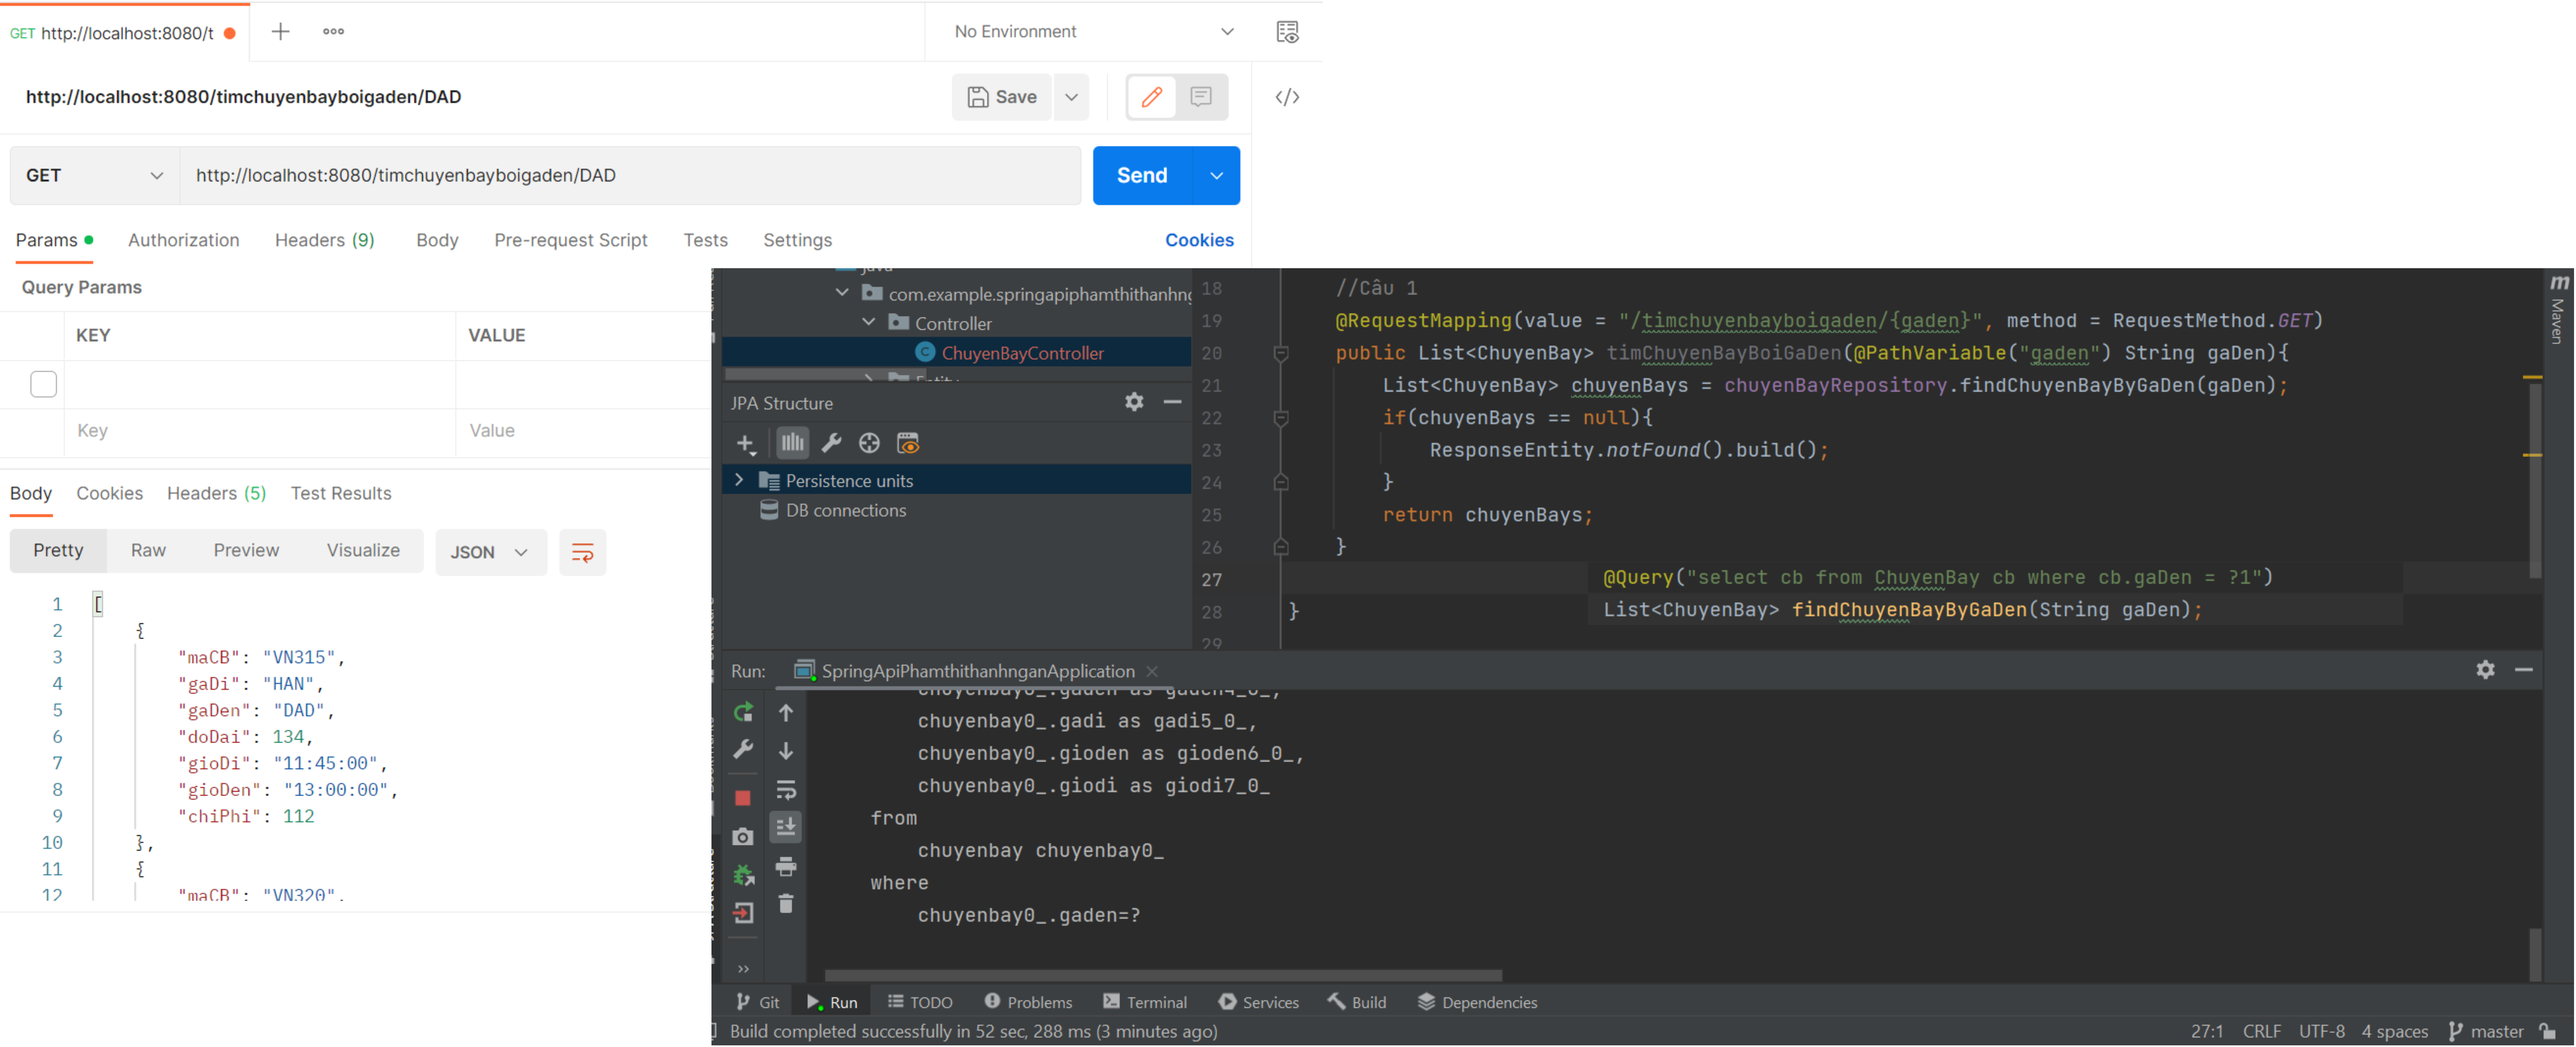 GET http://localhost:8080/t
No Environment
http://localhost:8080/timchuyenbayboigaden/DAD
Save
GET http://localhost:8080/timchuyenbayboigaden/DAD Send
Params Authorization Headers (9) Body Pre-request Script Tests Settings Cookies
Query Params
KEY VALUE
Key Value
Body Cookies Headers (5) Test Results
Pretty Raw Preview Visualize JSON
1 [
2 {
3 "maCB": "VN315",
4 "gaDi": "HAN",
5 "gaDen": "DAD",
6 "doDai": 134,
7 "gioDi": "11:45:00",
8 "gioDen": "13:00:00",
9 "chiPhi": 112
10 },
11 {
12 "maCB": "VN320",
java
com.example.springapiphamthithanhng
Controller
ChuyenBayController
Entity
JPA Structure
Persistence units
DB connections
18 //Câu 1
19 @RequestMapping(value = "/timchuyenbayboigaden/{gaden}", method = RequestMethod.GET)
20 public List<ChuyenBay> timChuyenBayBoiGaDen(@PathVariable("gaden") String gaDen){
21 List<ChuyenBay> chuyenBays = chuyenBayRepository.findChuyenBayByGaDen(gaDen);
22 if(chuyenBays == null){
23 ResponseEntity.notFound().build();
24 }
25 return chuyenBays;
26 }
27 @Query("select cb from ChuyenBay cb where cb.gaDen = ?1")
28 } List<ChuyenBay> findChuyenBayByGaDen(String gaDen);
29
m Maven
Run: SpringApiPhamthithanhnganApplication
chuyenbay0_.gaden as gaden4_0_,
chuyenbay0_.gadi as gadi5_0_,
chuyenbay0_.gioden as gioden6_0_,
chuyenbay0_.giodi as giodi7_0_
from
chuyenbay chuyenbay0_
where
chuyenbay0_.gaden=?
Git Run TODO Problems Terminal Services Build Dependencies
Build completed successfully in 52 sec, 288 ms (3 minutes ago) 27:1 CRLF UTF-8 4 spaces master